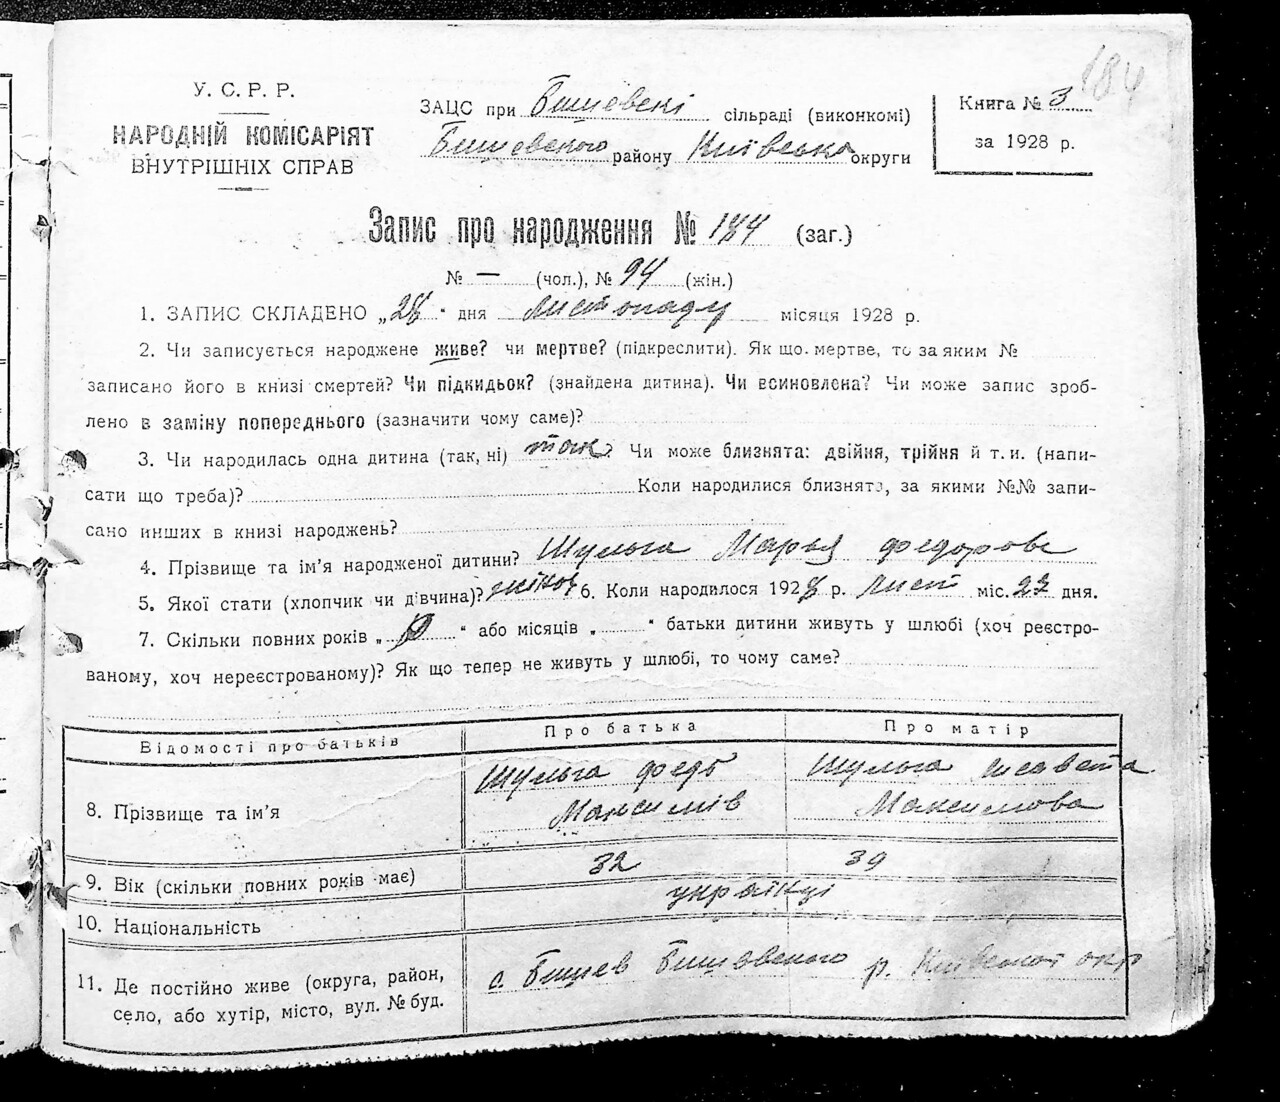 184
У. С. Р. Р.
НАРОДНІЙ КОМІСАРІЯТ
ВНУТРІШНІХ СПРАВ
ЗАЦС при Бишевскі сільраді (виконкомі)
Бишевського району Київська округи
Книга № 3
за 1928 р.
Запис про народження № 184 (заг.)
№ — (чол.), № 94 (жін.)
1. ЗАПИС СКЛАДЕНО „28" дня Листопаду місяця 1928 р.
2. Чи записується народжене живе? чи мертве? (підкреслити). Як що мертве, то за яким №
записано його в книзі смертей? Чи підкидьок? (знайдена дитина). Чи всиновлена? Чи може запис зроб-
лено в заміну попереднього (зазначити чому саме)?
3. Чи народилась одна дитина (так, ні) так Чи може близнята: двійня, трійня й т. и. (напи-
сати що треба)? Коли народилися близнята, за якими №№ запи-
сано инших в книзі народжень?
4. Прізвище та ім'я народженої дитини? Шульга Марья Федорова
5. Якої стати (хлопчик чи дівчина)? жіноч 6. Коли народилося 1928 р. Лист міс. 27 дня.
7. Скільки повних років „ " або місяців „ " батьки дитини живуть у шлюбі (хоч реєстро-
ваному, хоч нереєстрованому)? Як що тепер не живуть у шлюбі, то чому саме?
Відомості про батьків Про батька Про матір
8. Прізвище та ім'я Шульга Федь Максимів Шульга Лисавета Максимова
9. Вік (скільки повних років має) 32 39
10. Національність українці
11. Де постійно живе (округа, район, с. Бишев Бишевского р. Київської окр
село, або хутір, місто, вул. № буд.